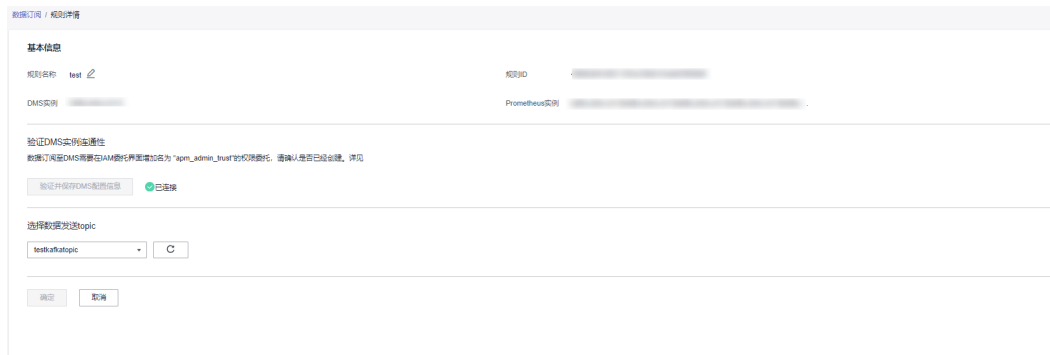 数据订阅 / 规则详情
基本信息
规则名称 test
规则ID
DMS实例
Prometheus实例
验证DMS实例连通性
数据订阅至DMS需要在IAM委托界面增加名为 "apm_admin_trust"的权限委托，请确认是否已经创建，详见
验证并保存DMS配置信息 已连接
选择数据发送topic
testkafkatopic
确定 取消